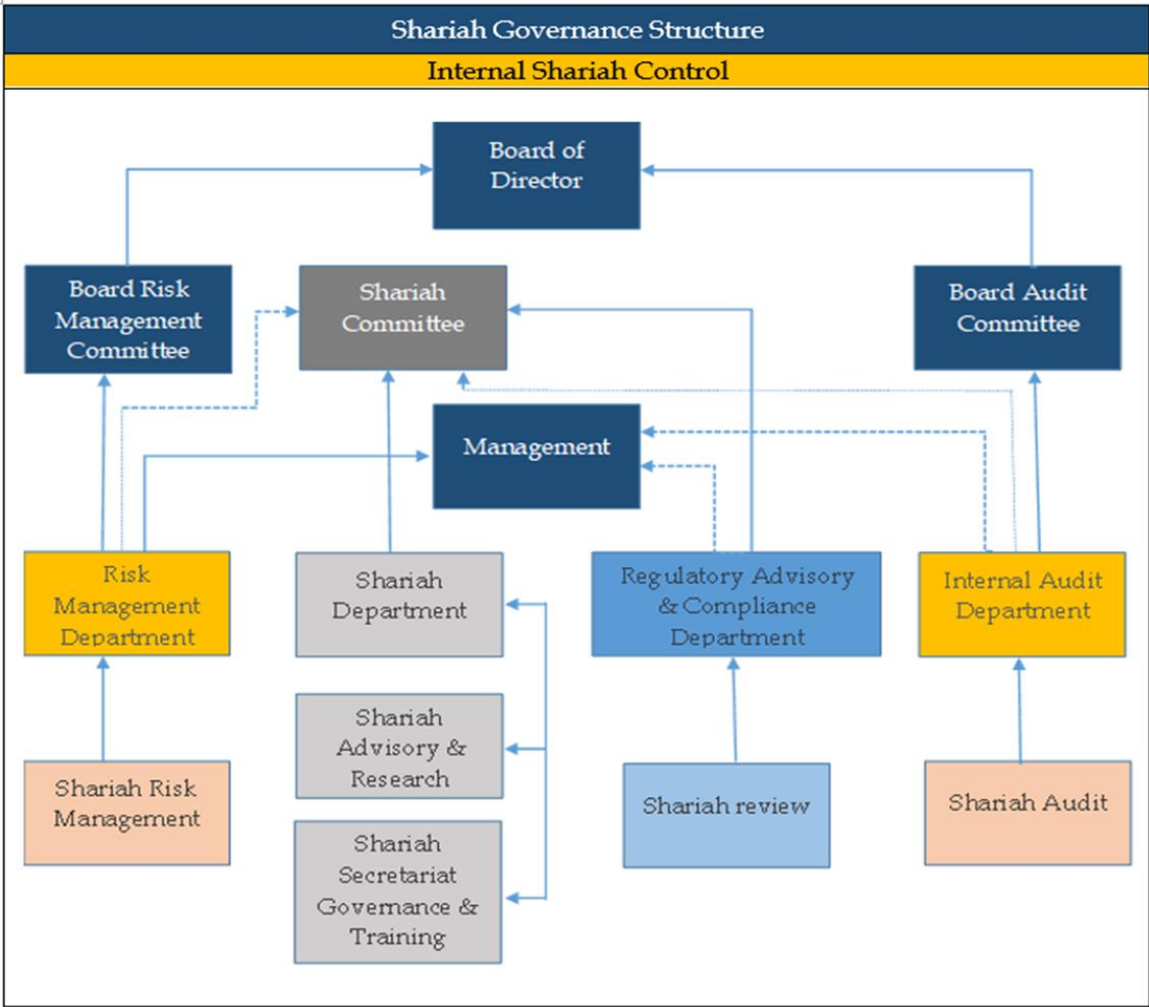 Shariah Governance Structure
Internal Shariah Control
Board of
Director
Board Risk
Management
Committee
Shariah
Committee
Board Audit
Committee
Management
Risk
Management
Department
Shariah
Department
Regulatory Advisory
& Compliance
Department
Internal Audit
Department
Shariah
Advisory &
Research
Shariah Risk
Management
Shariah review
Shariah Audit
Shariah
Secretariat
Governance &
Training